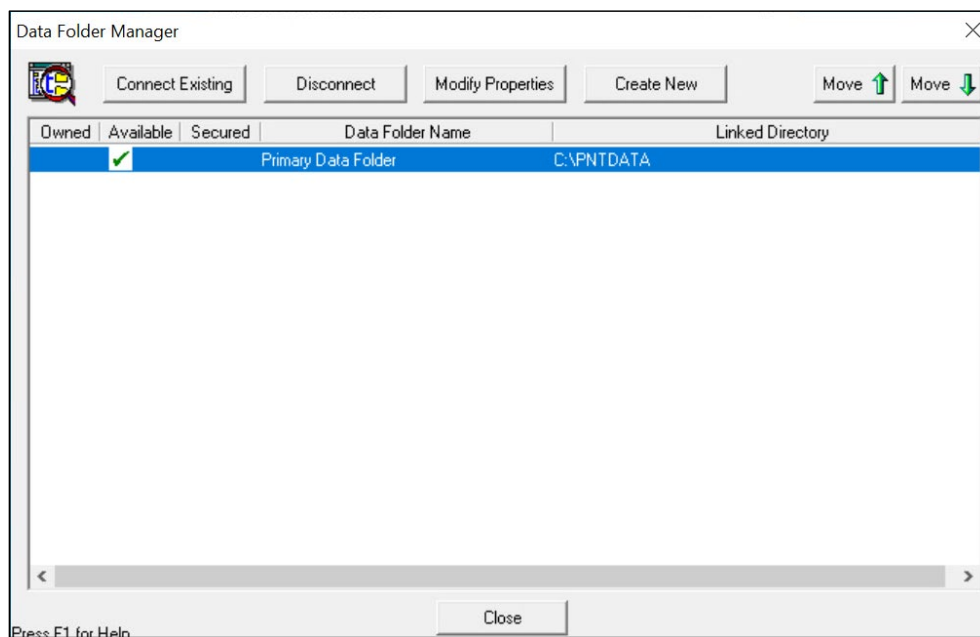 Data Folder Manager
Connect Existing Disconnect Modify Properties Create New Move Move
Owned Available Secured Data Folder Name Linked Directory
Primary Data Folder C:\PNTDATA
Close
Press F1 for Help